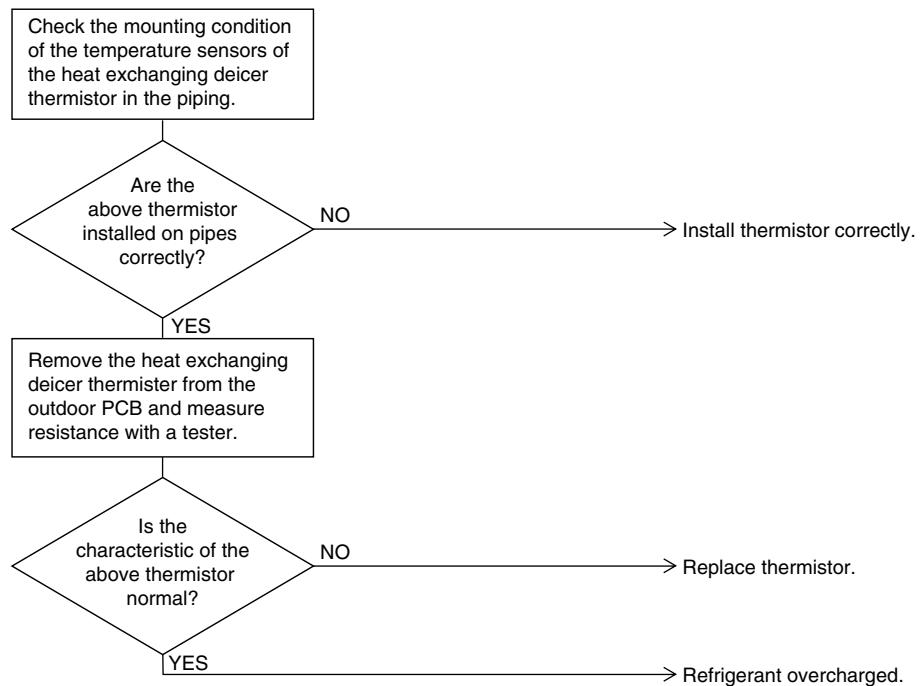 Check the mounting condition
of the temperature sensors of
the heat exchanging deicer
thermistor in the piping.
Are the
above thermistor
installed on pipes
correctly?
NO
Install thermistor correctly.
YES
Remove the heat exchanging
deicer thermister from the
outdoor PCB and measure
resistance with a tester.
Is the
characteristic of the
above thermistor
normal?
NO
Replace thermistor.
YES
Refrigerant overcharged.